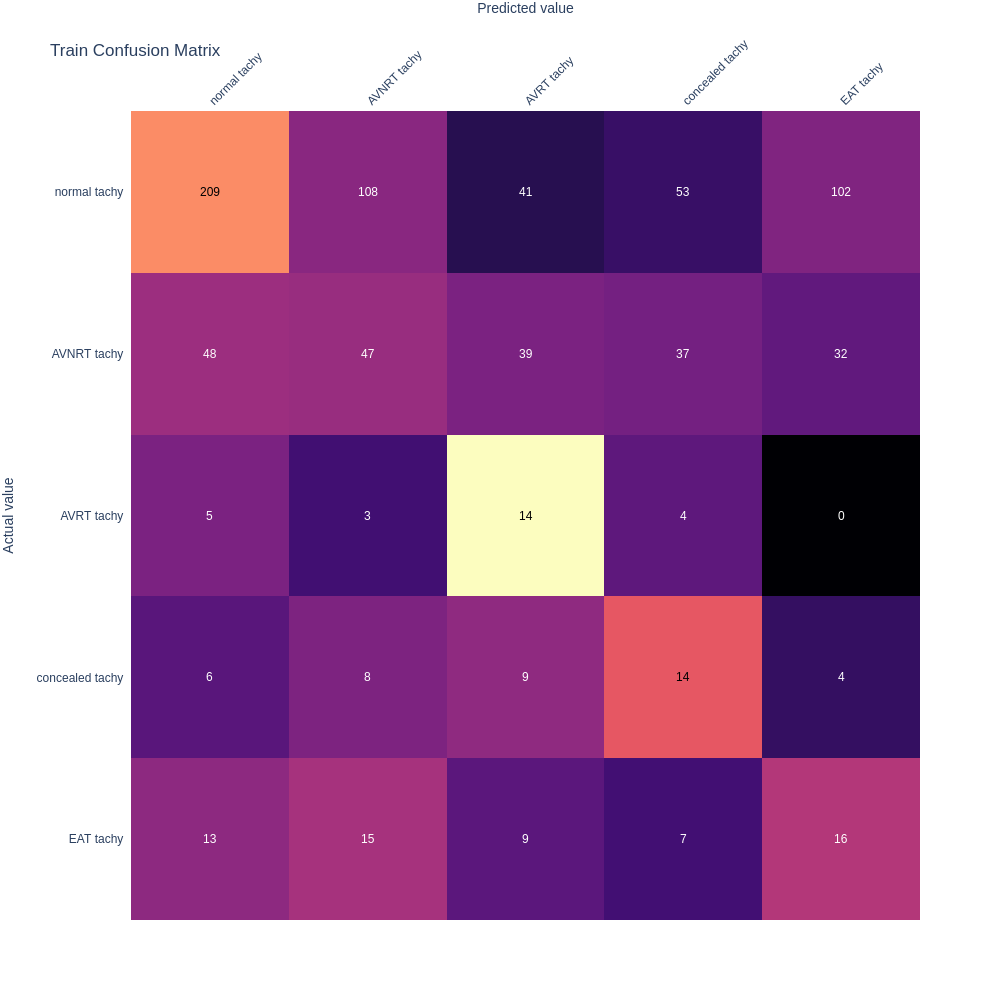 Predicted value
Train Confusion Matrix
normal tachy
AVNRT tachy
AVRT tachy
concealed tachy
EAT tachy
Actual value
normal tachy 209 108 41 53 102
AVNRT tachy 48 47 39 37 32
AVRT tachy 5 3 14 4 0
concealed tachy 6 8 9 14 4
EAT tachy 13 15 9 7 16